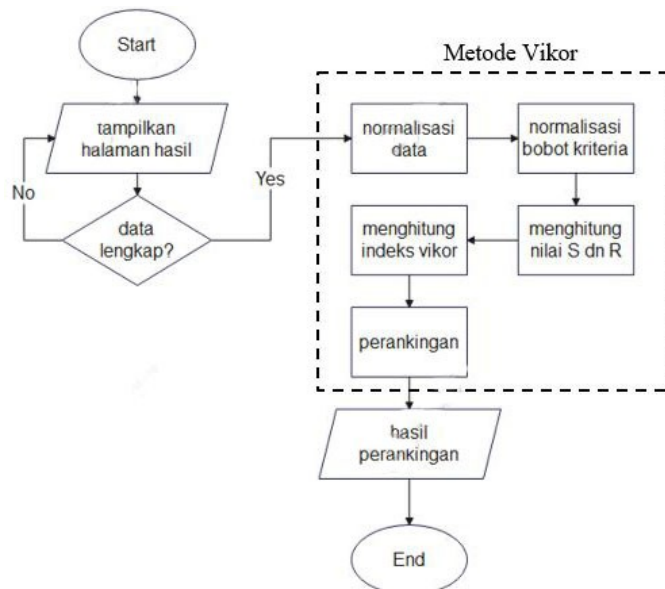 Start
Metode Vikor
tampilkan
halaman hasil
No
data
lengkap?
Yes
normalisasi
data
normalisasi
bobot kriteria
menghitung
nilai S dn R
menghitung
indeks vikor
perankingan
hasil
perankingan
End